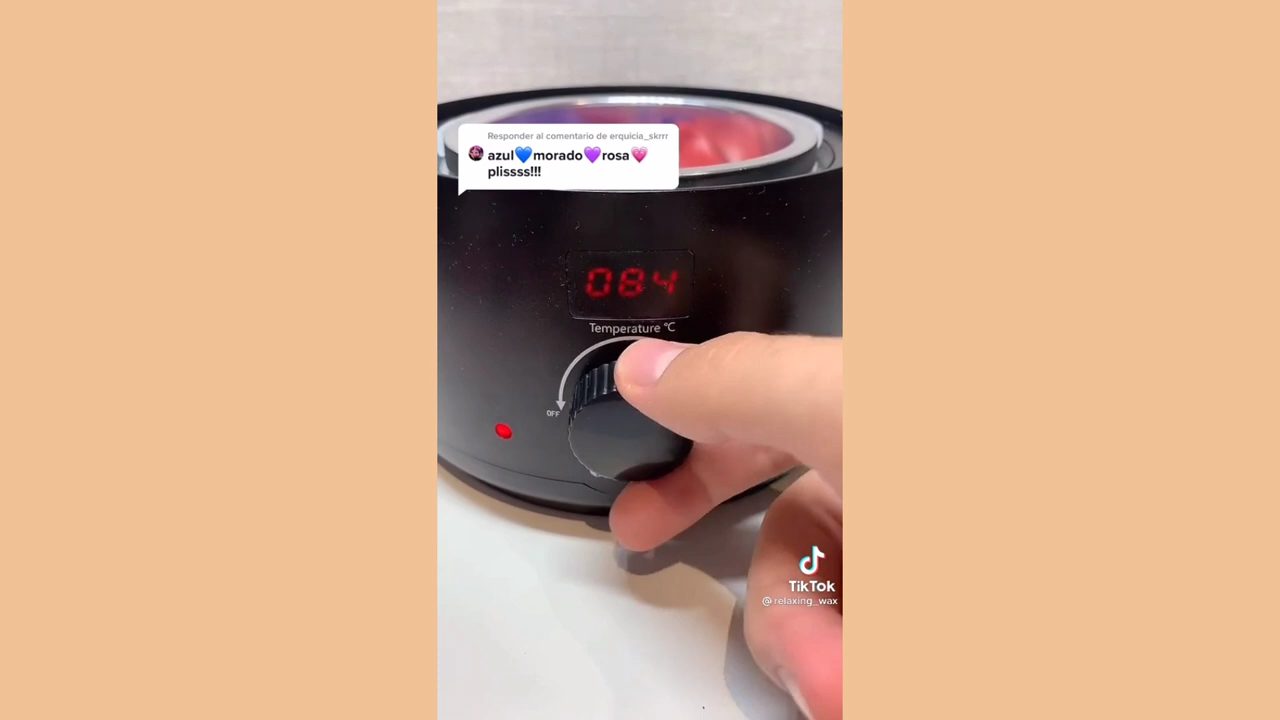 Responder al comentario de erquicia_skrrr
azul💙morado💜rosa💗
plissss!!!
084
Temperature °C
OFF
TikTok
@relaxing_wax